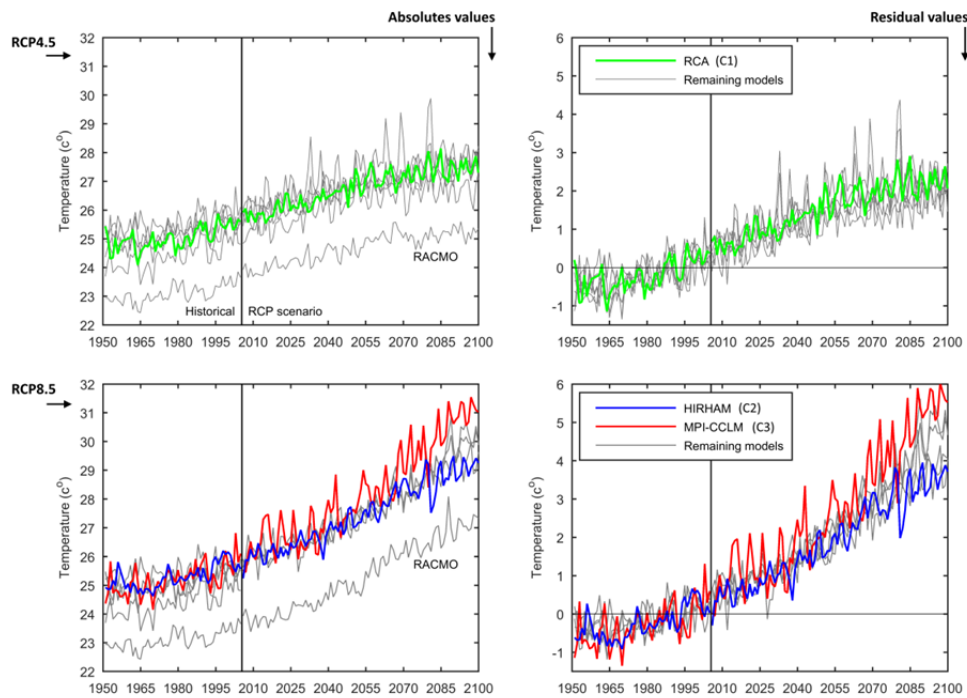 Absolutes values
Residual values
RCP4.5
32
31
30
29
28
27
26
25
24
23
22
Temperature (c°)
RACMO
Historical
RCP scenario
1950 1965 1980 1995 2010 2025 2040 2055 2070 2085 2100
6
5
4
3
2
1
0
-1
Temperature (c°)
RCA (C1)
Remaining models
1950 1965 1980 1995 2010 2025 2040 2055 2070 2085 2100
RCP8.5
32
31
30
29
28
27
26
25
24
23
22
Temperature (c°)
RACMO
1950 1965 1980 1995 2010 2025 2040 2055 2070 2085 2100
6
5
4
3
2
1
0
-1
Temperature (c°)
HIRHAM (C2)
MPI-CCLM (C3)
Remaining models
1950 1965 1980 1995 2010 2025 2040 2055 2070 2085 2100